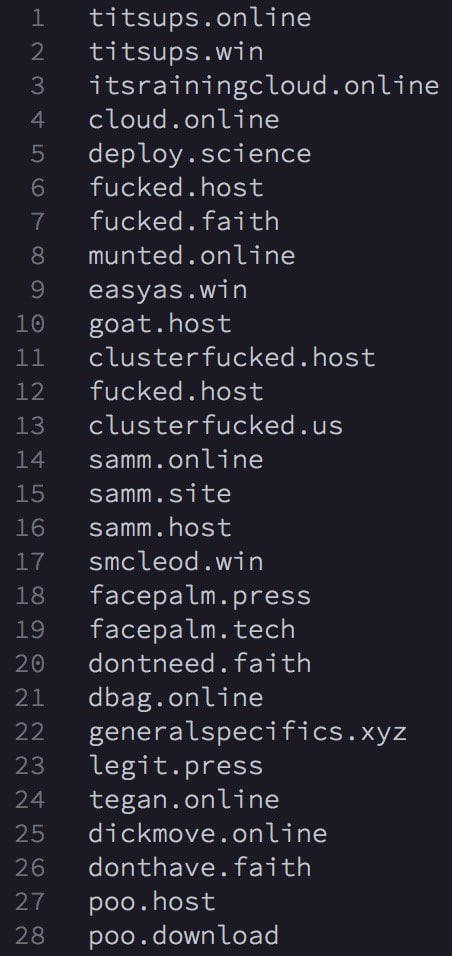 1 titsups.online
2 titsups.win
3 itsrainingcloud.online
4 cloud.online
5 deploy.science
6 fucked.host
7 fucked.faith
8 munted.online
9 easyas.win
10 goat.host
11 clusterfucked.host
12 fucked.host
13 clusterfucked.us
14 samm.online
15 samm.site
16 samm.host
17 smcleod.win
18 facepalm.press
19 facepalm.tech
20 dontneed.faith
21 dbag.online
22 generalspecifics.xyz
23 legit.press
24 tegan.online
25 dickmove.online
26 donthave.faith
27 poo.host
28 poo.download